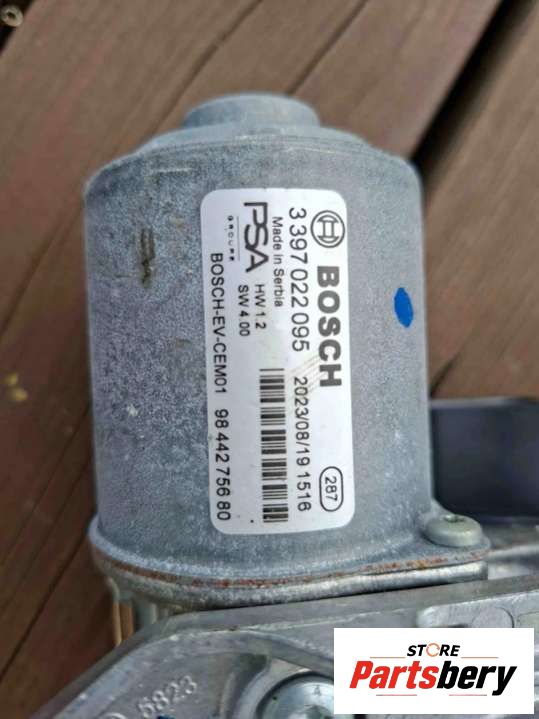 BOSCH
3 397 022 095 2023/08/19 1516
287
Made in Serbia
PSA
GROUPE
HW 1.2
SW 4.00
BOSCH-EV-CEM01 98 442 756 80
5823
STORE
Partsbery